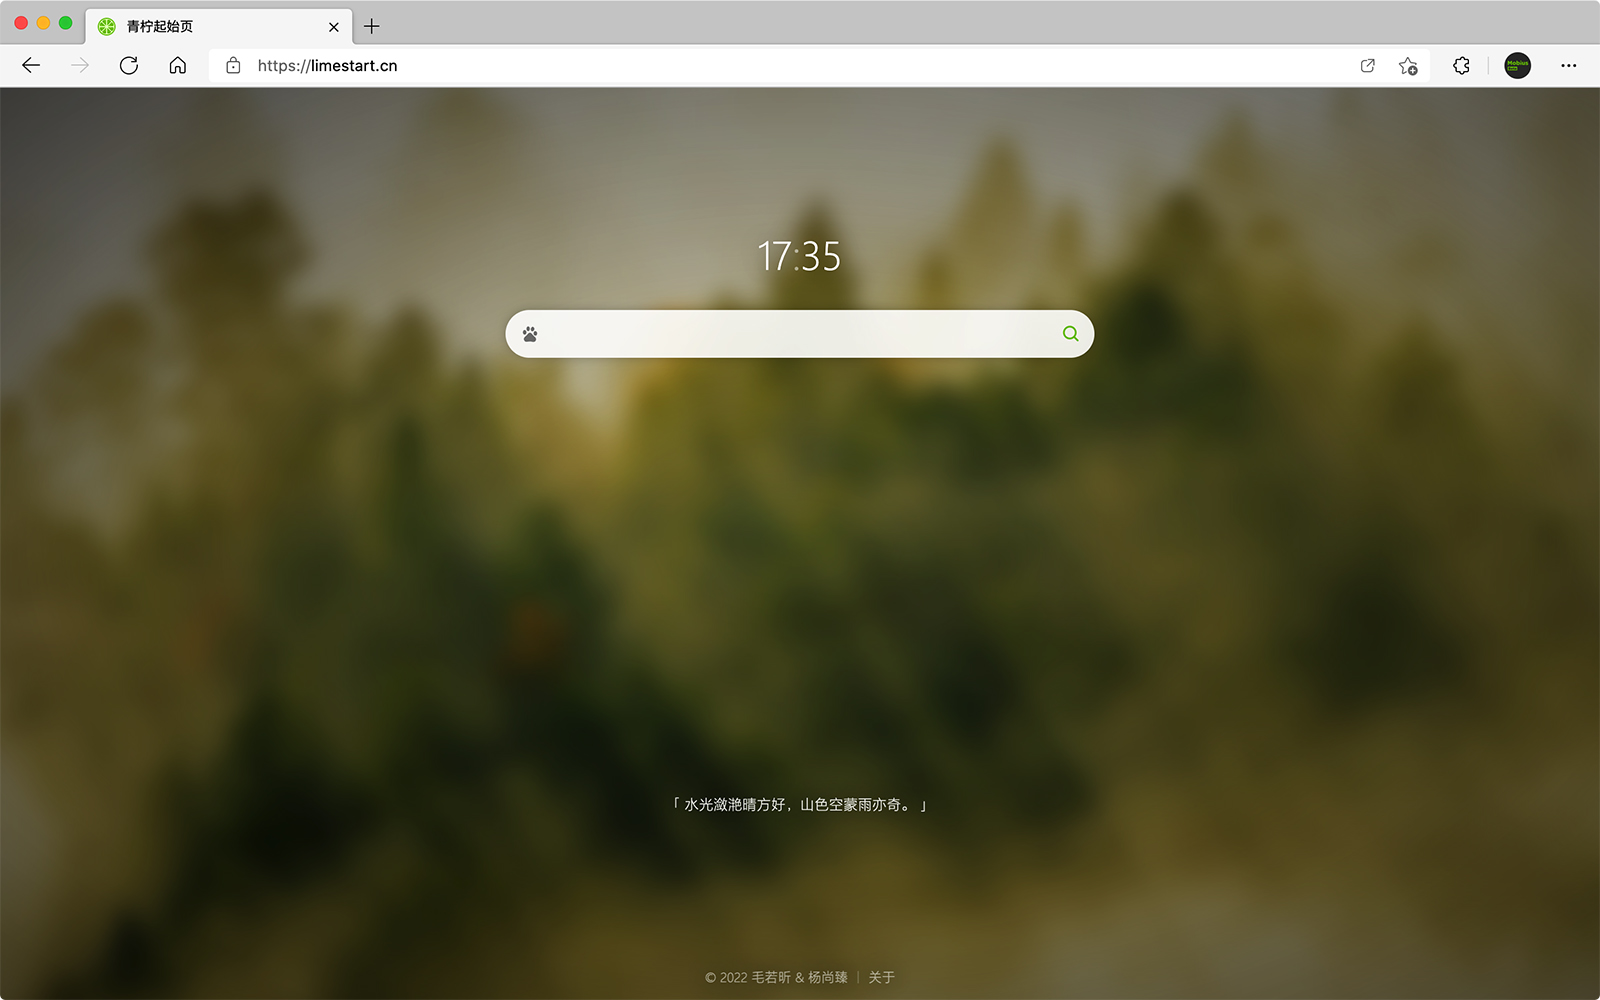 青柠起始页
https://limestart.cn
Mobius
17:35
「 水光潋滟晴方好，山色空蒙雨亦奇。 」
© 2022 毛若昕 & 杨尚臻 | 关于